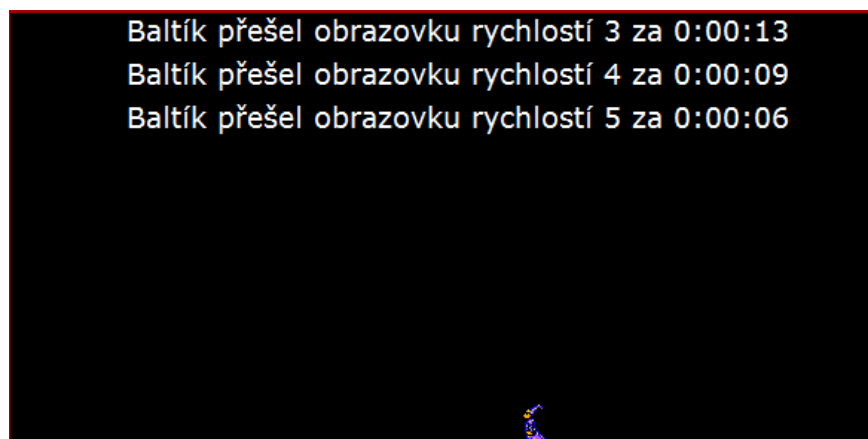 Baltík přešel obrazovku rychlostí 3 za 0:00:13
Baltík přešel obrazovku rychlostí 4 za 0:00:09
Baltík přešel obrazovku rychlostí 5 za 0:00:06